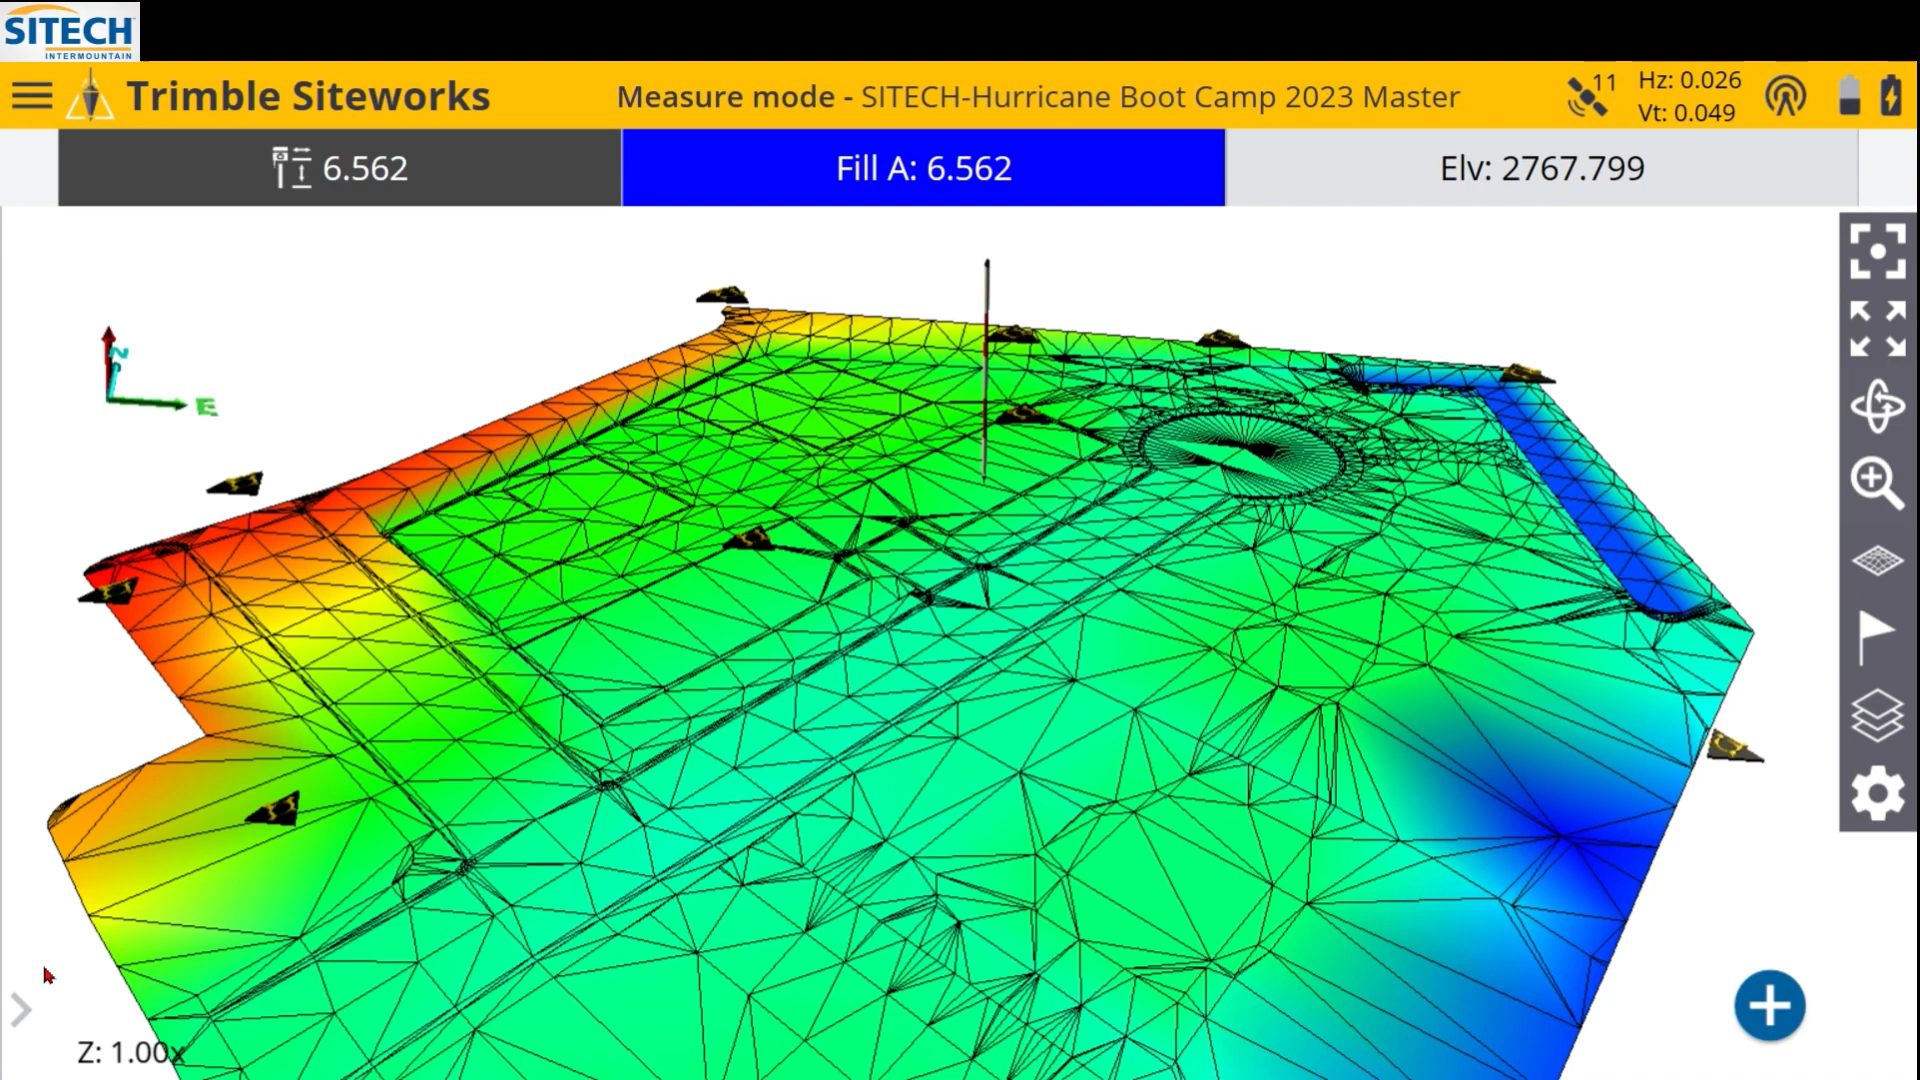 SITECH
INTERMOUNTAIN
Trimble Siteworks
Measure mode - SITECH-Hurricane Boot Camp 2023 Master
11
Hz: 0.026
Vt: 0.049
6.562
Fill A: 6.562
Elv: 2767.799
N
E
Z: 1.00x